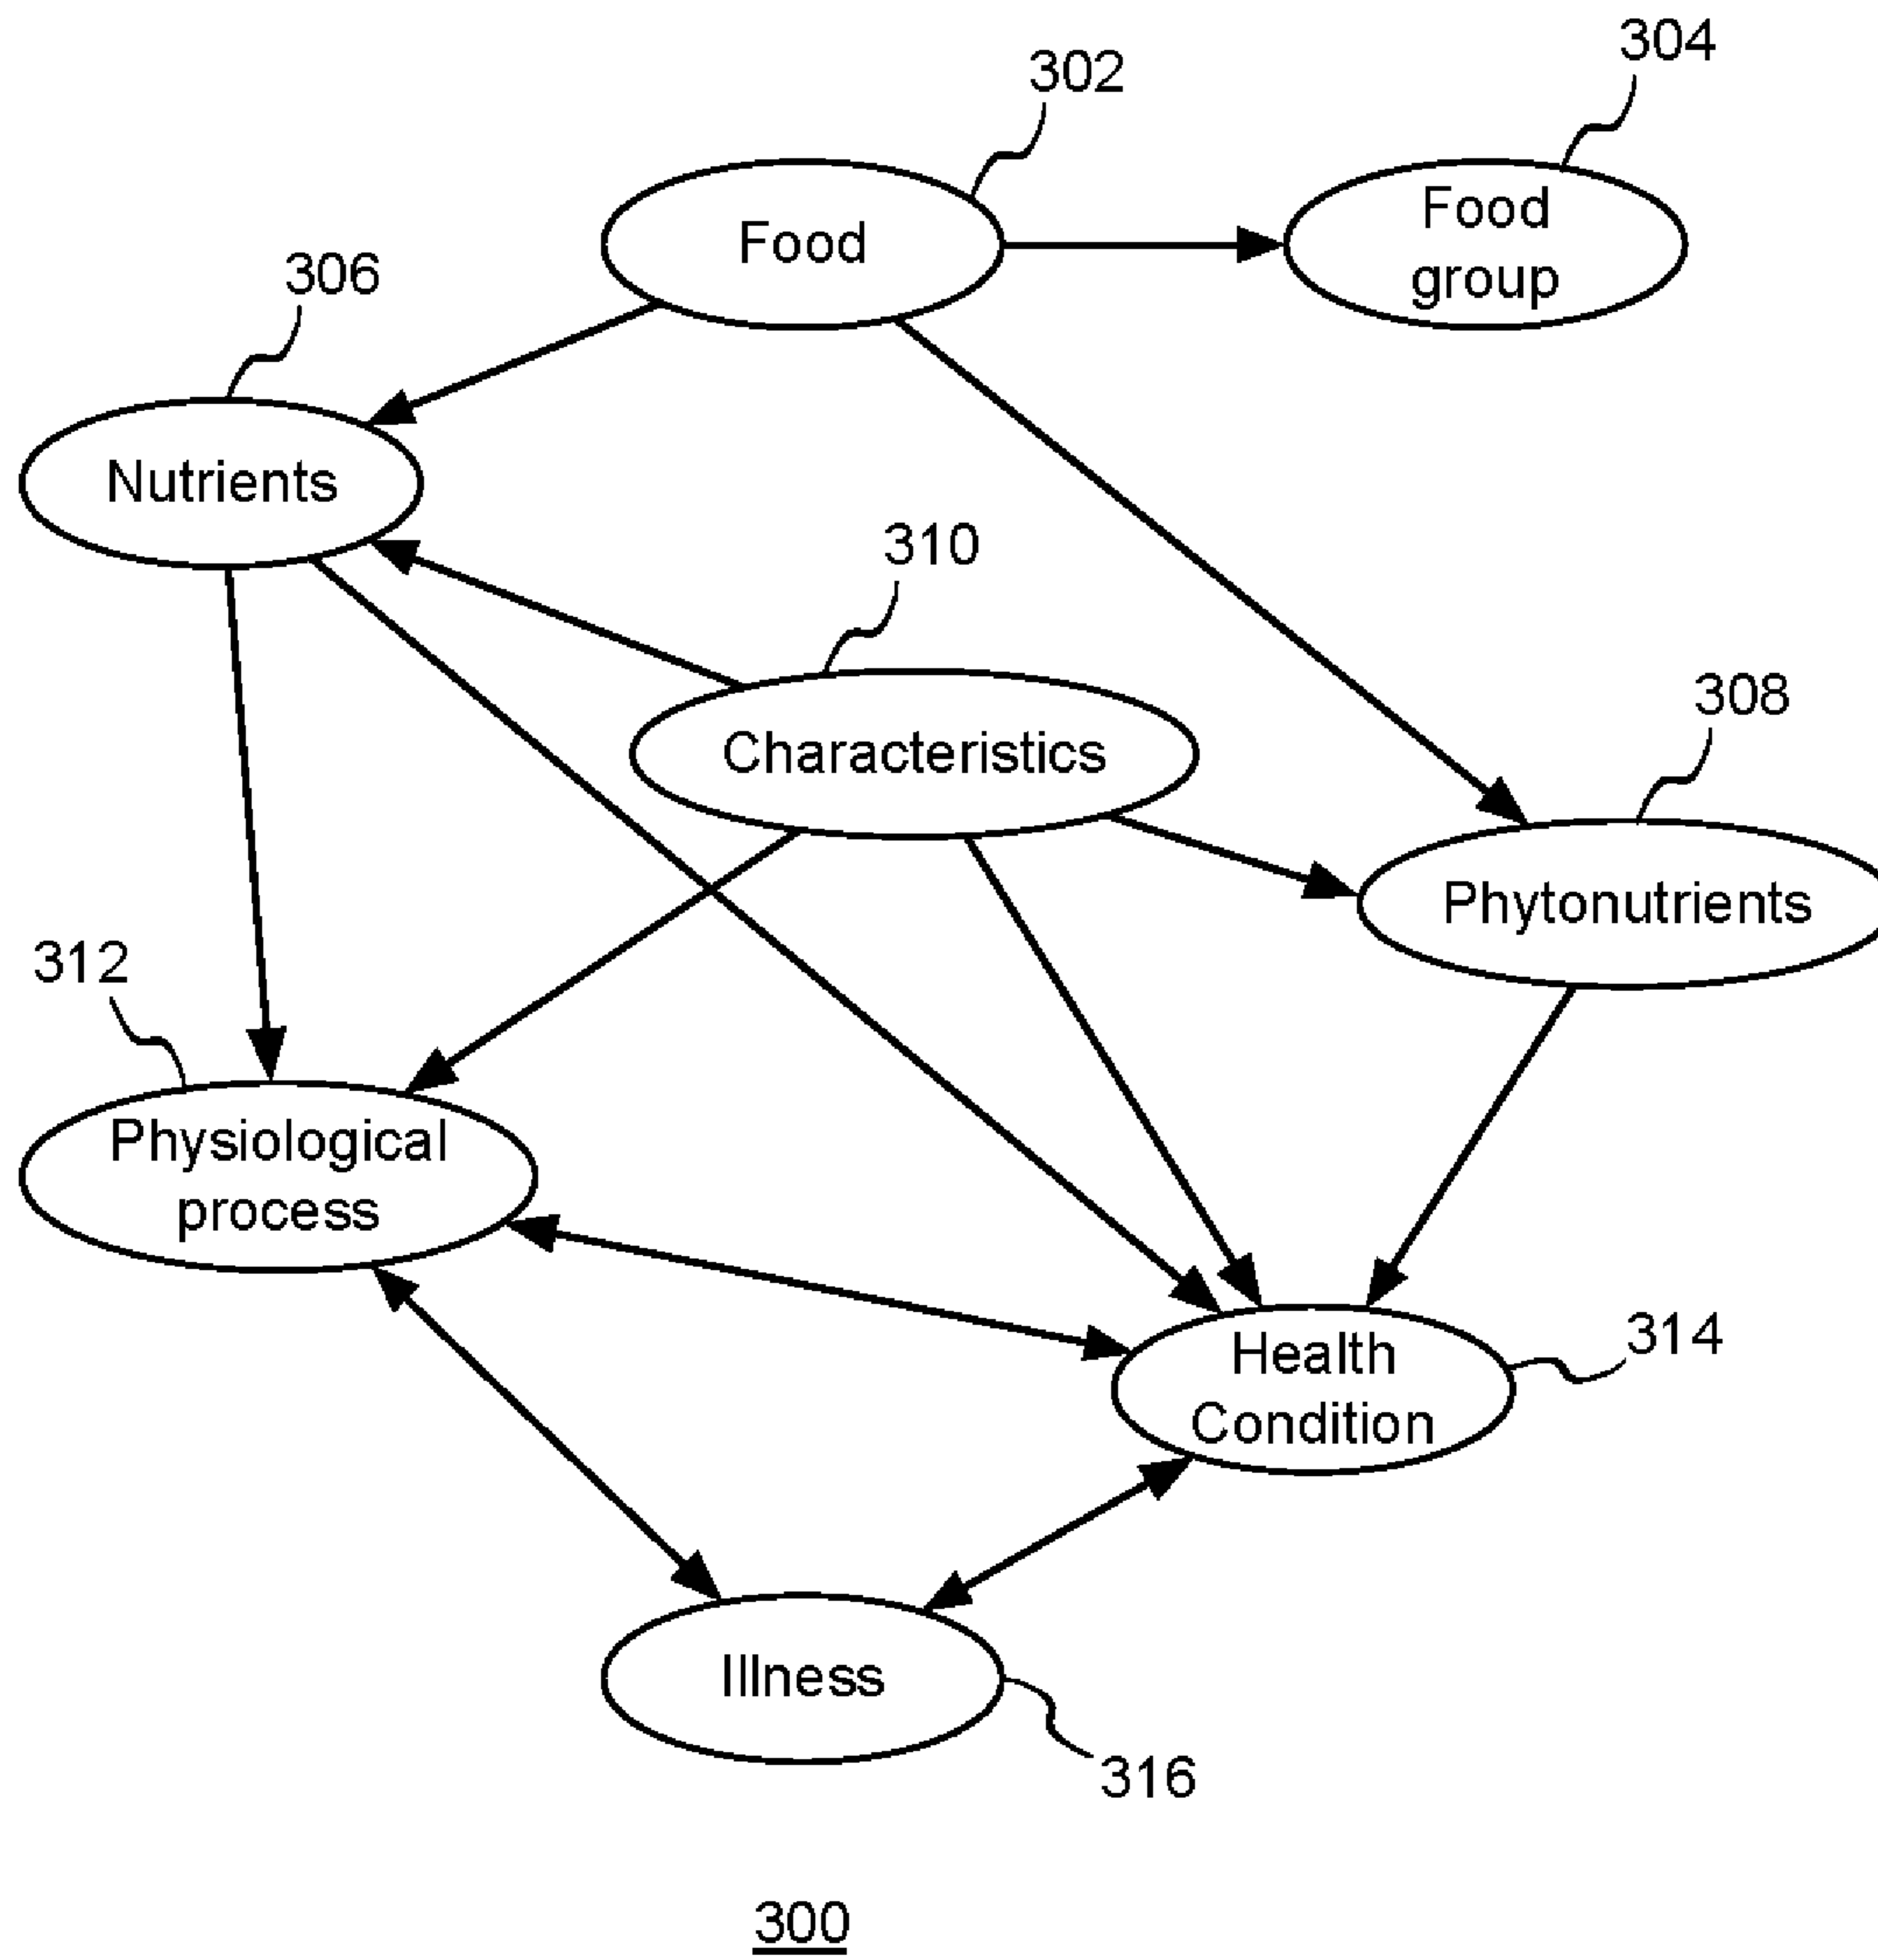 304
302
Food
Food
group
306
Nutrients
310
Characteristics
308
Phytonutrients
312
Physiological
process
314
Health
Condition
Illness
316
300